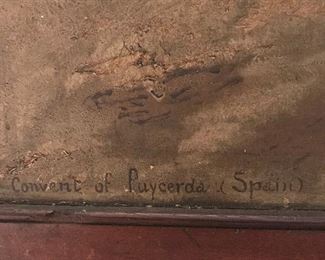 Convent of Puycerda (Spain)